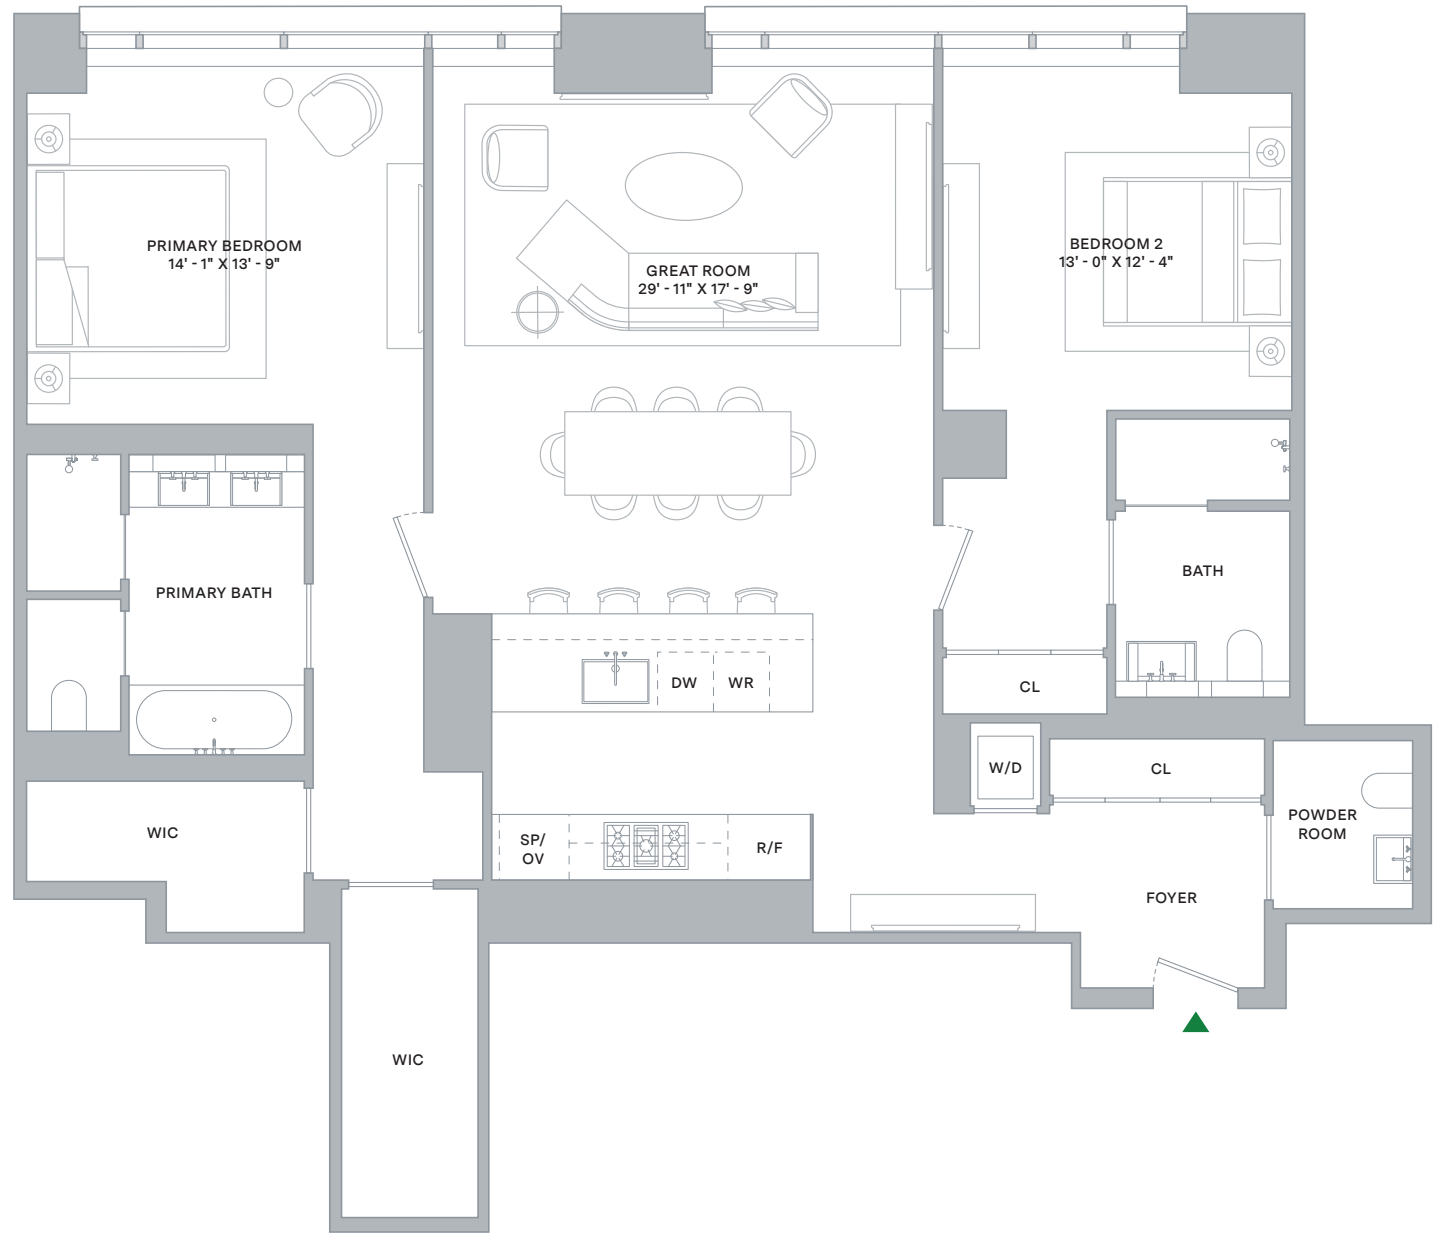 PRIMARY BEDROOM
14' - 1" X 13' - 9"
GREAT ROOM
29' - 11" X 17' - 9"
BEDROOM 2
13' - 0" X 12' - 4"
PRIMARY BATH
BATH
DW
WR
CL
W/D
CL
POWDER
ROOM
WIC
SP/
OV
R/F
FOYER
WIC